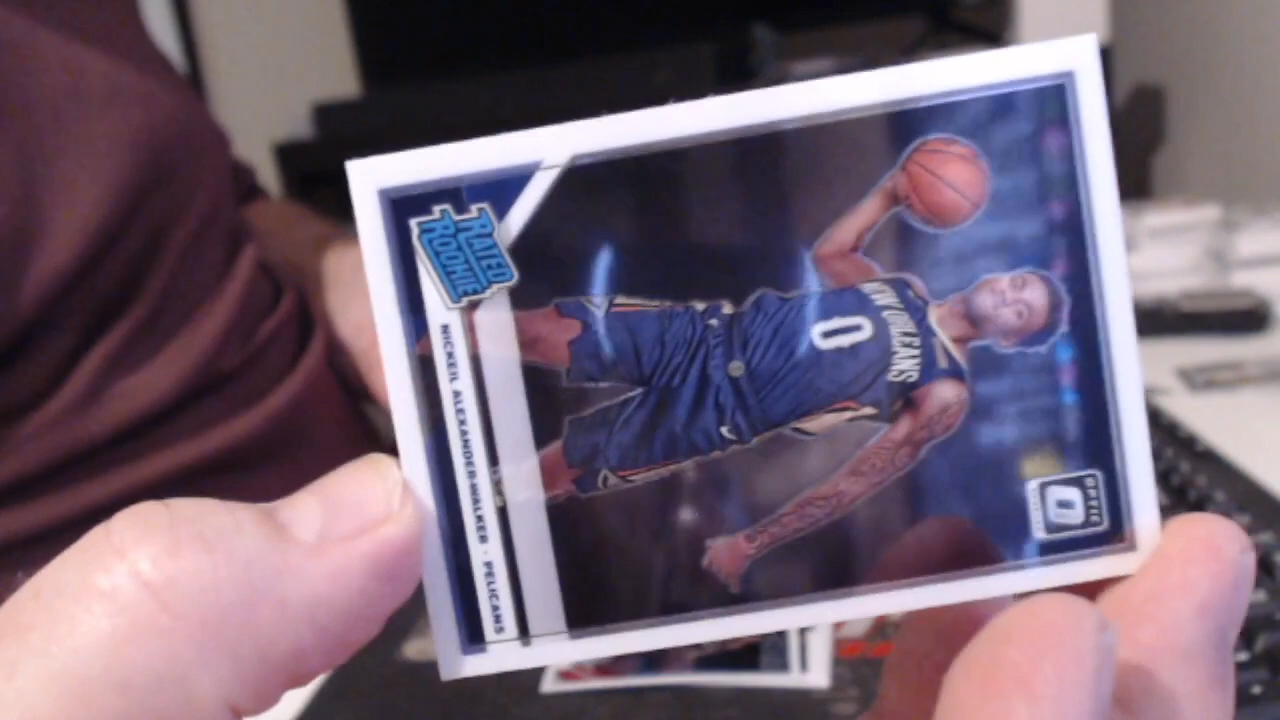 OPTIC
NEW ORLEANS
0
RATED
ROOKIE
NICKEIL ALEXANDER-WALKER · PELICANS